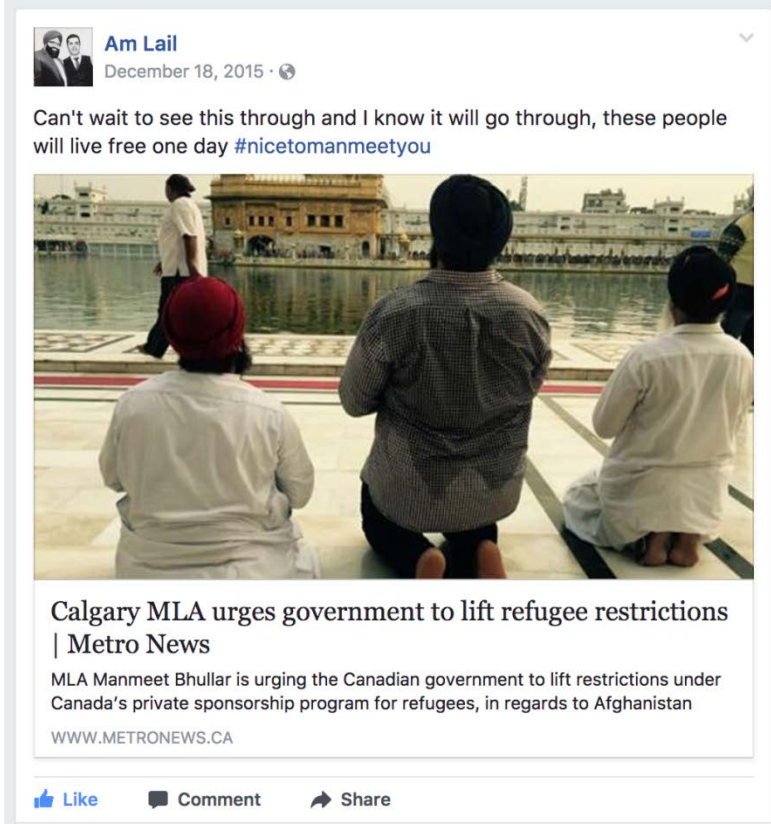 Am Lail
December 18, 2015 ·
Can't wait to see this through and I know it will go through, these people
will live free one day #nicetomanmeetyou
Calgary MLA urges government to lift refugee restrictions
| Metro News
MLA Manmeet Bhullar is urging the Canadian government to lift restrictions under
Canada's private sponsorship program for refugees, in regards to Afghanistan
WWW.METRONEWS.CA
Like Comment Share